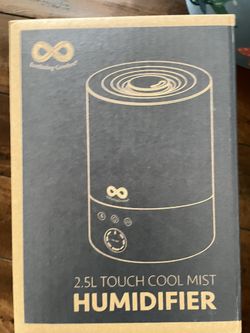 Everlasting Comfort
2.5L TOUCH COOL MIST
HUMIDIFIER